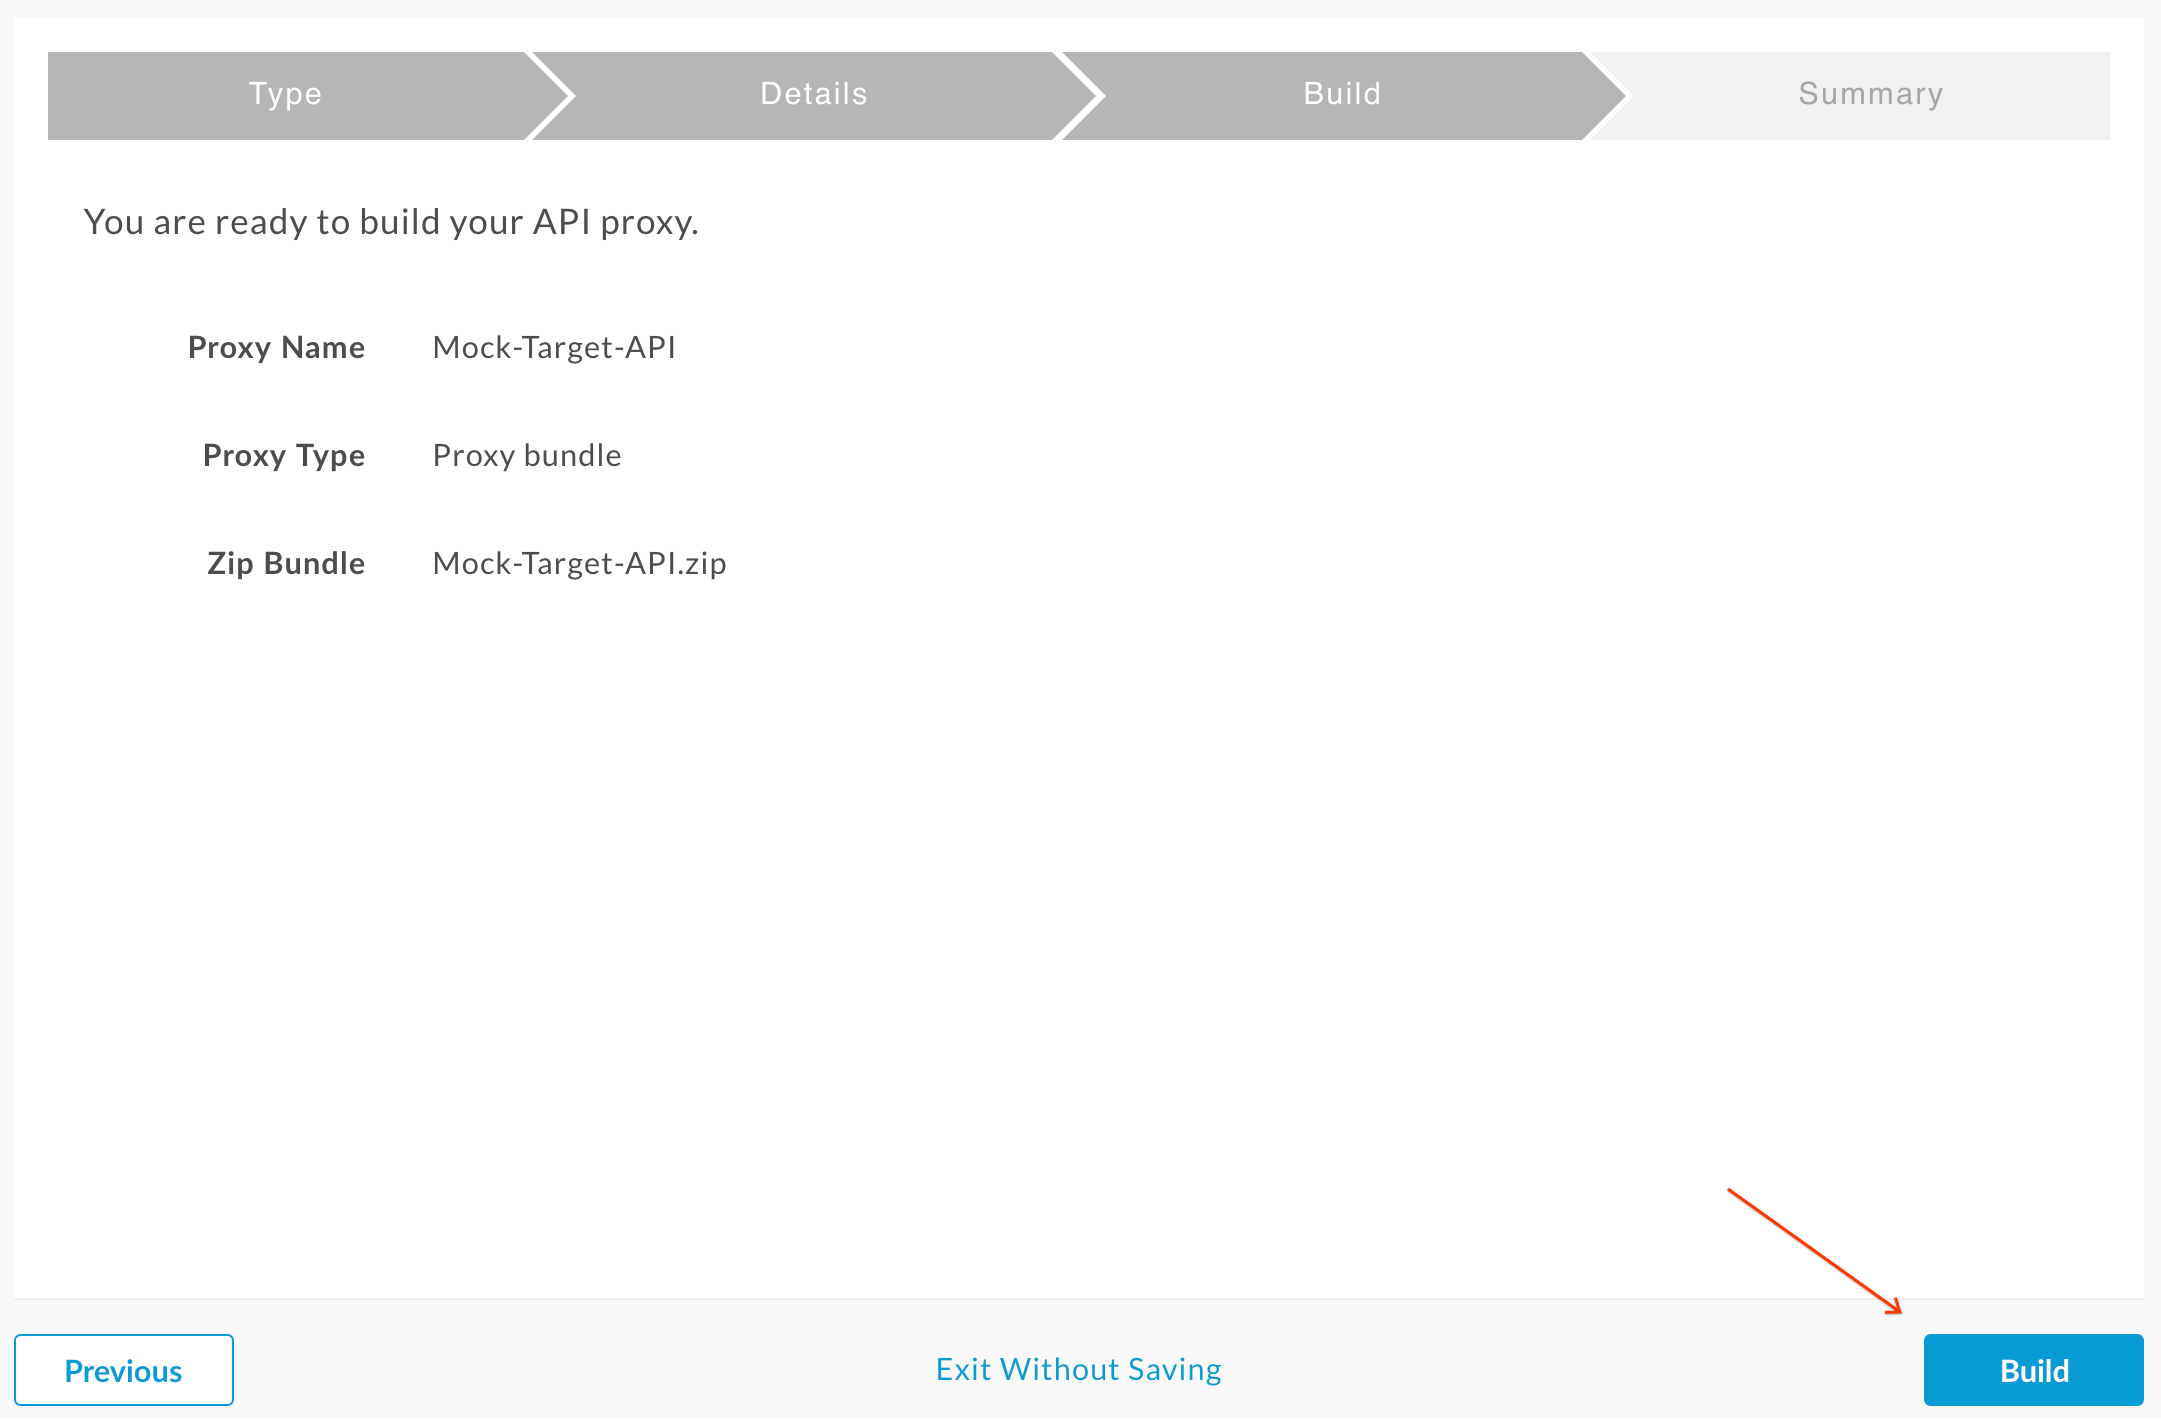 Type
Details
Build
Summary
You are ready to build your API proxy.
Proxy Name Mock-Target-API
Proxy Type Proxy bundle
Zip Bundle Mock-Target-API.zip
Previous
Exit Without Saving
Build